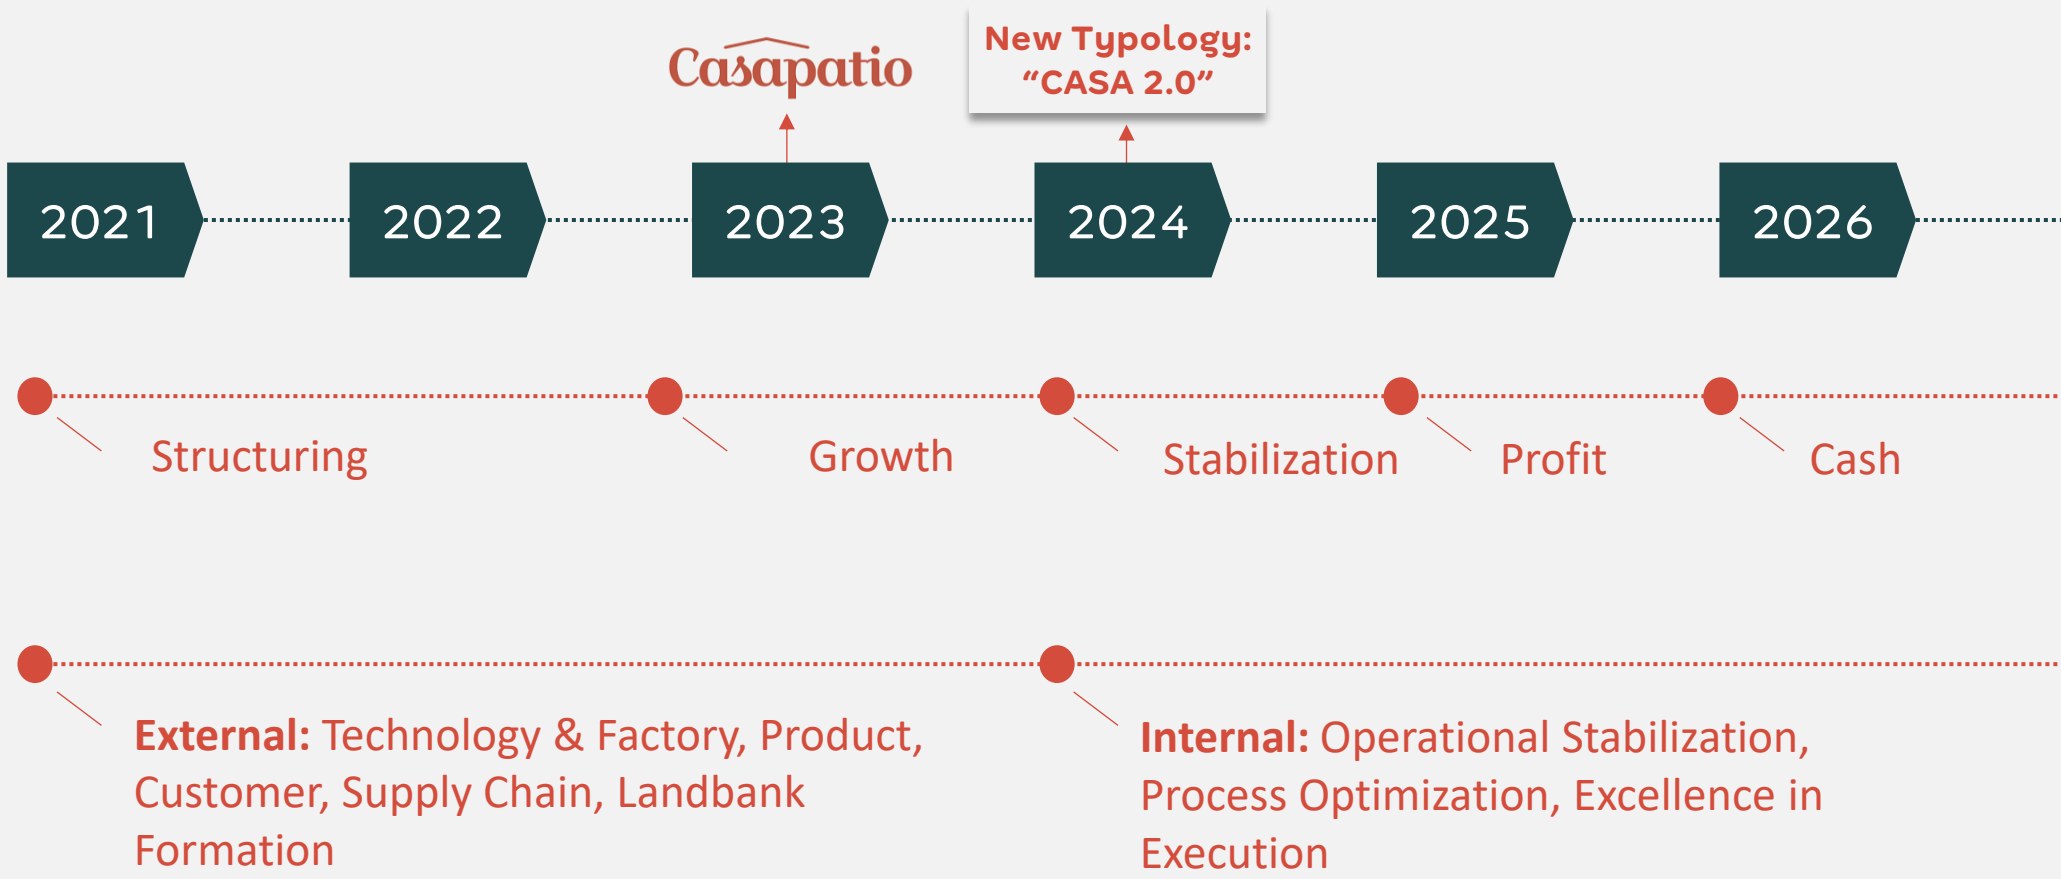 Casapatio
New Typology:
“CASA 2.0”
2021
2022
2023
2024
2025
2026
Structuring
Growth
Stabilization
Profit
Cash
External: Technology & Factory, Product,
Customer, Supply Chain, Landbank
Formation
Internal: Operational Stabilization,
Process Optimization, Excellence in
Execution